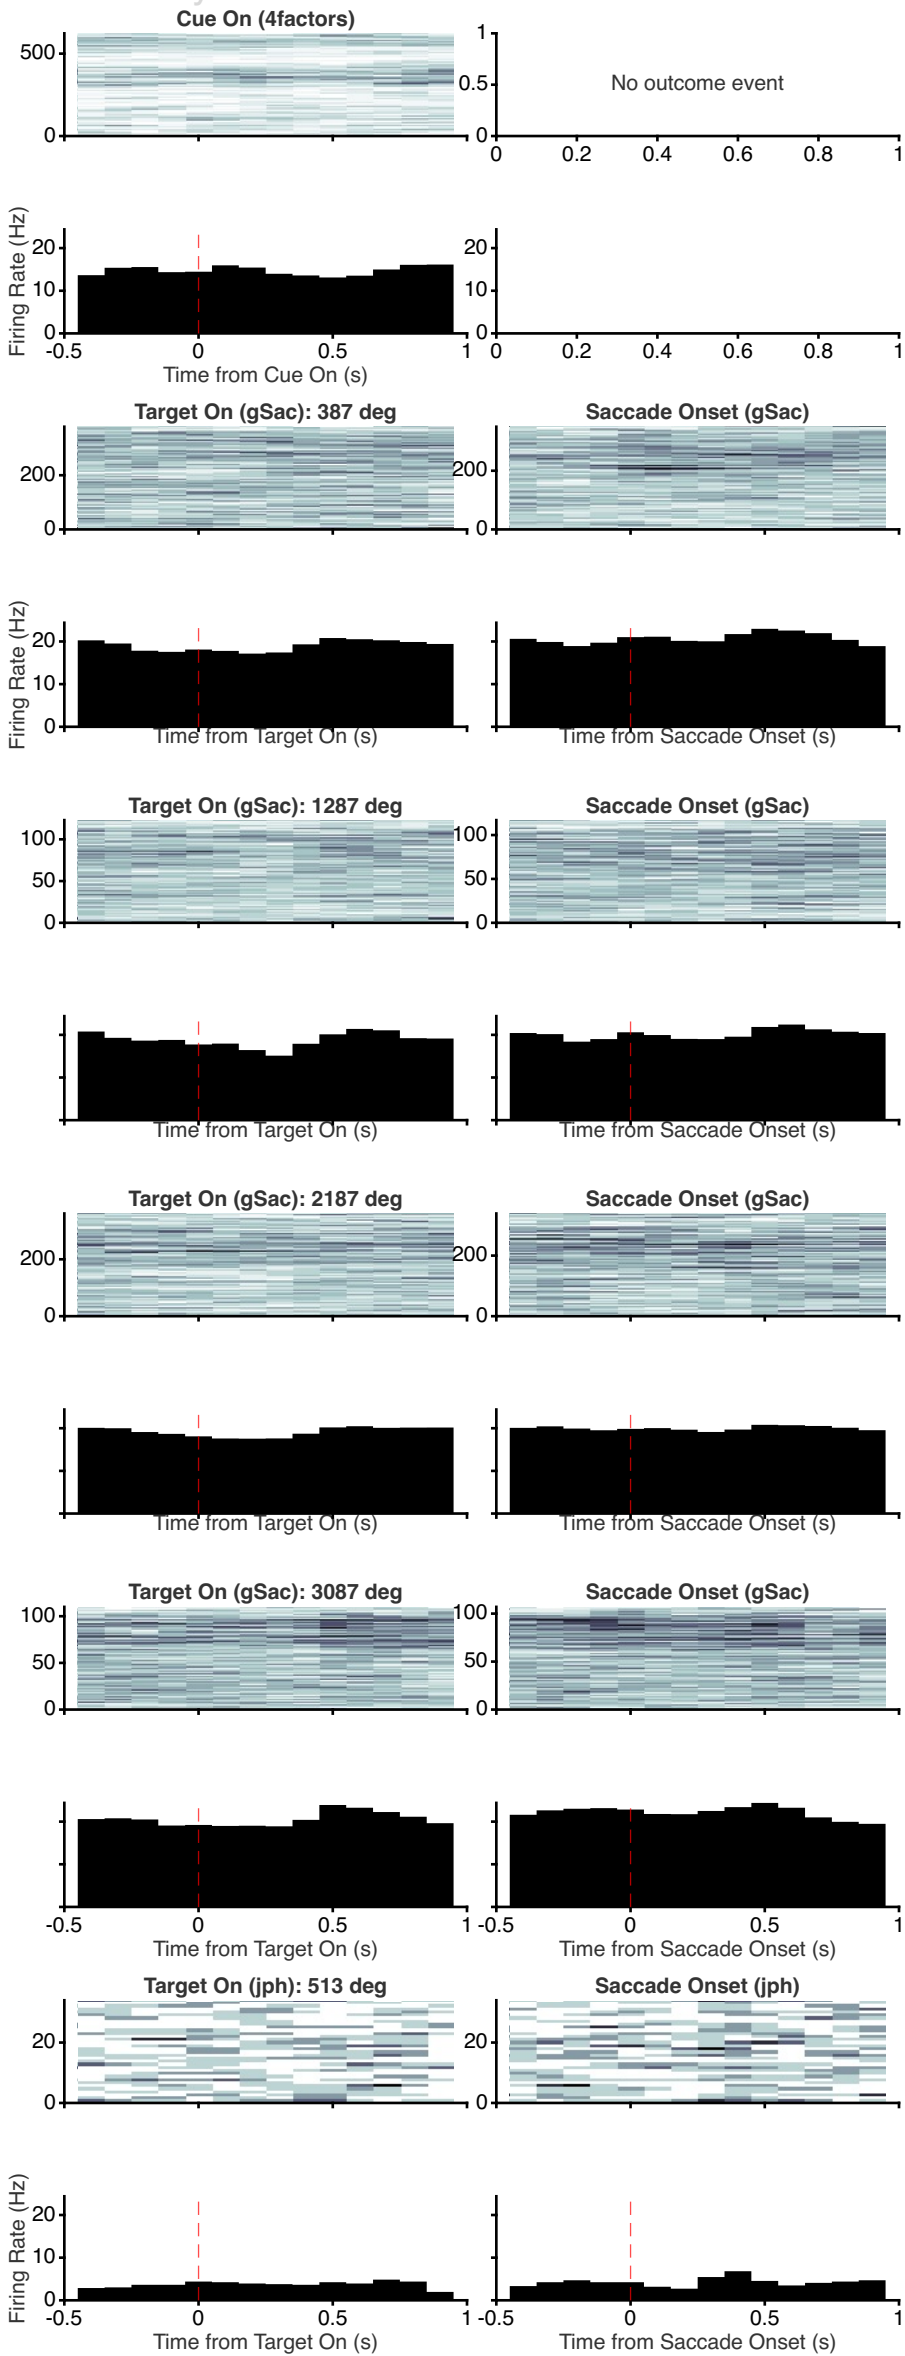 Cue On (4factors)
500
0
1
0.5
0
No outcome event
0 0.2 0.4 0.6 0.8 1
Firing Rate (Hz)
20
10
0
-0.5 0 0.5 1
Time from Cue On (s)
20
10
0
0 0.2 0.4 0.6 0.8 1
Target On (gSac): 387 deg
200
0
Saccade Onset (gSac)
200
0
Firing Rate (Hz)
20
10
0
Time from Target On (s)
Time from Saccade Onset (s)
Target On (gSac): 1287 deg
100
50
0
Saccade Onset (gSac)
100
50
0
Time from Target On (s)
Time from Saccade Onset (s)
Target On (gSac): 2187 deg
200
0
Saccade Onset (gSac)
200
0
Time from Target On (s)
Time from Saccade Onset (s)
Target On (gSac): 3087 deg
100
50
0
Saccade Onset (gSac)
100
50
0
-0.5 0 0.5 1
Time from Target On (s)
-0.5 0 0.5 1
Time from Saccade Onset (s)
Target On (jph): 513 deg
20
0
Saccade Onset (jph)
20
0
Firing Rate (Hz)
20
10
0
-0.5 0 0.5 1
Time from Target On (s)
-0.5 0 0.5 1
Time from Saccade Onset (s)